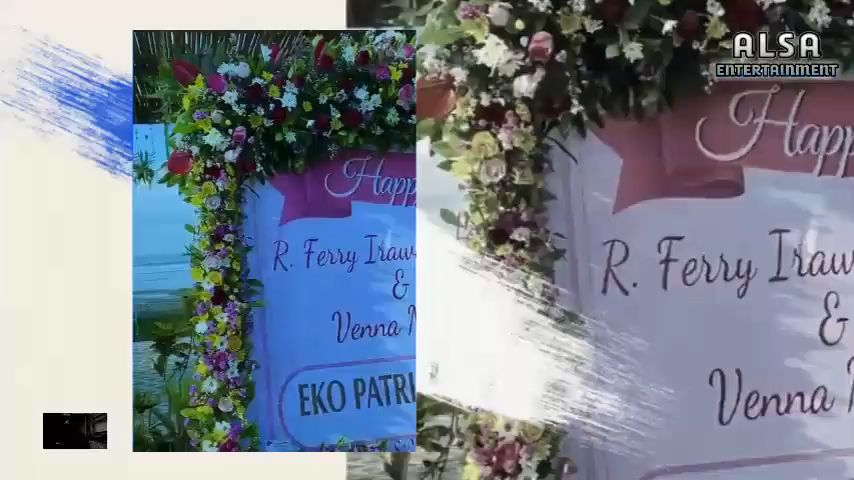 ALSA
ENTERTAINMENT
Happ
R. Ferry Iraw
&
Venna
EKO PATRI
Happ
R. Ferry Iraw
&
Venna